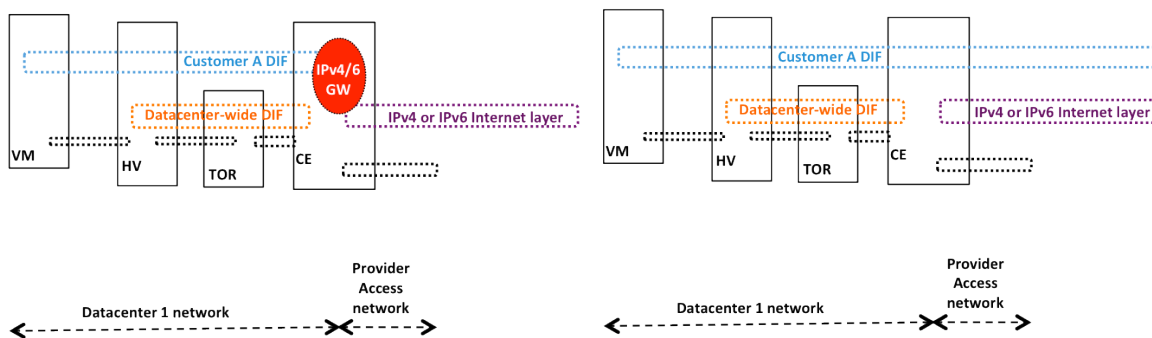 Customer A DIF
IPv4/6
GW
Datacenter-wide DIF
IPv4 or IPv6 Internet layer
VM
HV
TOR
CE
Datacenter 1 network
Provider
Access
network
Customer A DIF
Datacenter-wide DIF
IPv4 or IPv6 Internet layer
VM
HV
TOR
CE
Datacenter 1 network
Provider
Access
network